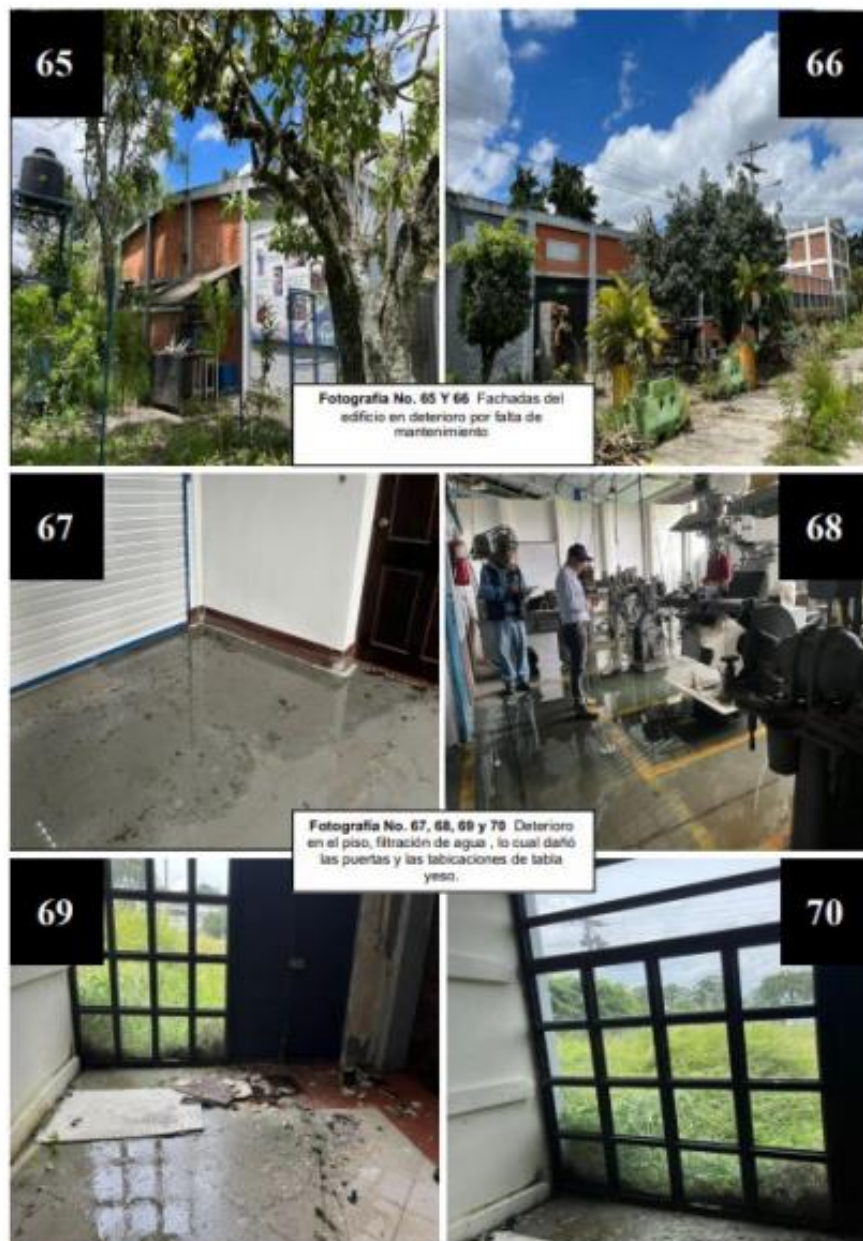 65
66
Fotografía No. 65 Y 66 Fachadas del
edificio en deterioro por falta de
mantenimiento
67
68
Fotografía No. 67, 68, 69 y 70 Deterioro
en el piso, filtración de agua , lo cual dañó
las puertas y las tabicaciones de tabla
yeso.
69
70